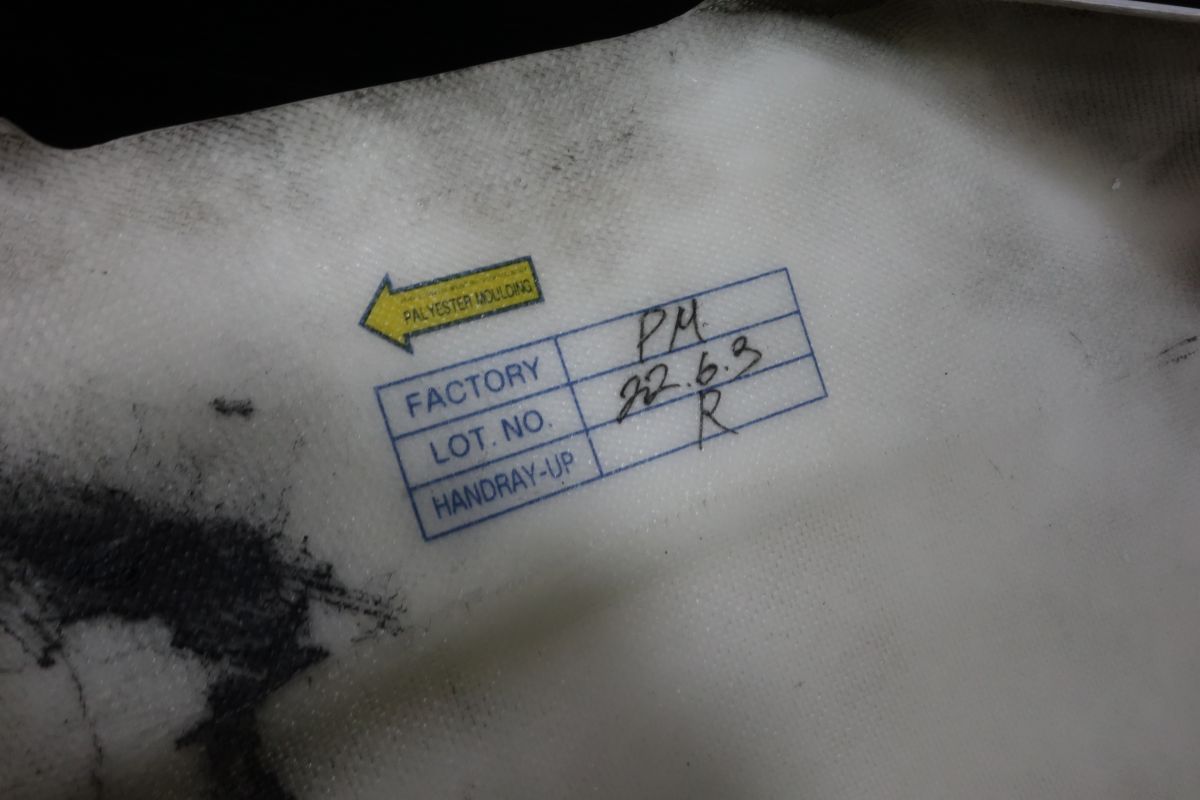 PALYESTER MOULDING
FACTORY PM.
LOT. NO. 22.6.3
HANDRAY-UP R